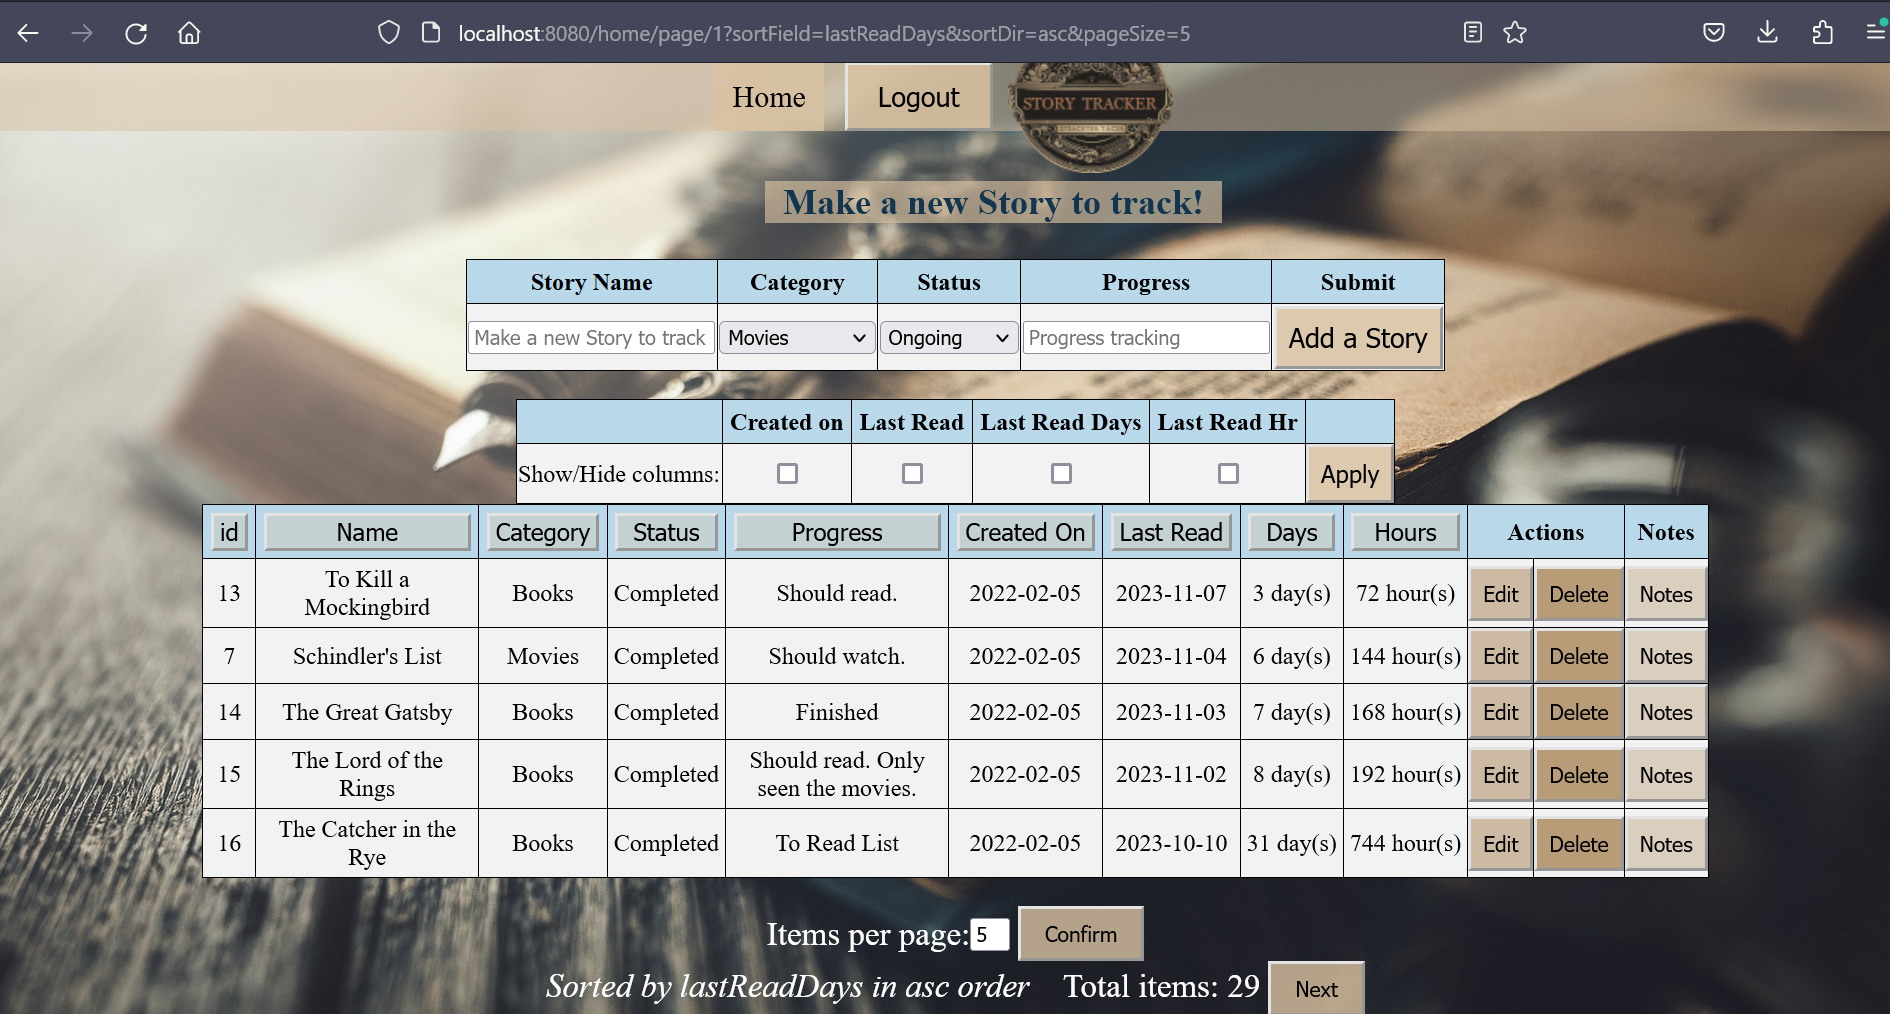 localhost:8080/home/page/1?sortField=lastReadDays&sortDir=asc&pageSize=5
Home Logout STORY TRACKER
Make a new Story to track!
Story Name Category Status Progress Submit
Make a new Story to track Movies Ongoing Progress tracking Add a Story
Created on Last Read Last Read Days Last Read Hr
Show/Hide columns: Apply
id Name Category Status Progress Created On Last Read Days Hours Actions Notes
13 To Kill a Mockingbird Books Completed Should read. 2022-02-05 2023-11-07 3 day(s) 72 hour(s) Edit Delete Notes
7 Schindler's List Movies Completed Should watch. 2022-02-05 2023-11-04 6 day(s) 144 hour(s) Edit Delete Notes
14 The Great Gatsby Books Completed Finished 2022-02-05 2023-11-03 7 day(s) 168 hour(s) Edit Delete Notes
15 The Lord of the Rings Books Completed Should read. Only seen the movies. 2022-02-05 2023-11-02 8 day(s) 192 hour(s) Edit Delete Notes
16 The Catcher in the Rye Books Completed To Read List 2022-02-05 2023-10-10 31 day(s) 744 hour(s) Edit Delete Notes
Items per page: 5 Confirm
Sorted by lastReadDays in asc order Total items: 29 Next